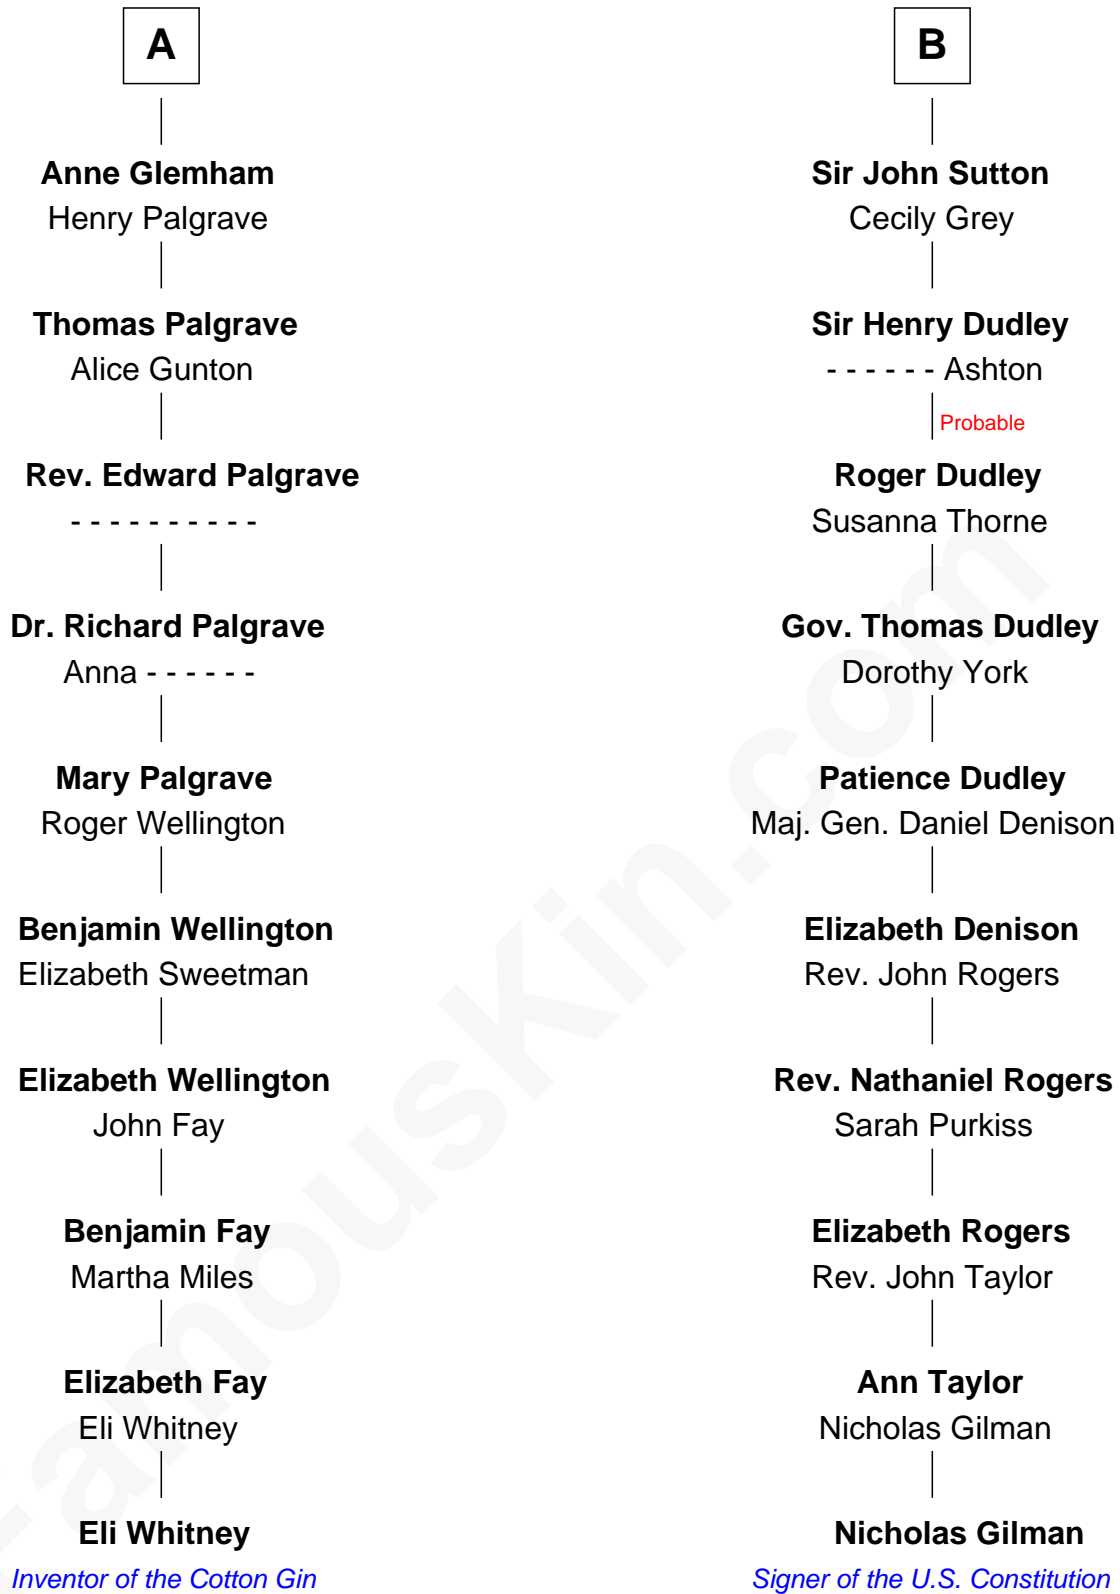 A
Anne Glemham
Henry Palgrave
Thomas Palgrave
Alice Gunton
Rev. Edward Palgrave
- - - - - - - - - -
Dr. Richard Palgrave
Anna - - - - - -
Mary Palgrave
Roger Wellington
Benjamin Wellington
Elizabeth Sweetman
Elizabeth Wellington
John Fay
Benjamin Fay
Martha Miles
Elizabeth Fay
Eli Whitney
Eli Whitney
Inventor of the Cotton Gin
B
Sir John Sutton
Cecily Grey
Sir Henry Dudley
- - - - - - Ashton
Probable
Roger Dudley
Susanna Thorne
Gov. Thomas Dudley
Dorothy York
Patience Dudley
Maj. Gen. Daniel Denison
Elizabeth Denison
Rev. John Rogers
Rev. Nathaniel Rogers
Sarah Purkiss
Elizabeth Rogers
Rev. John Taylor
Ann Taylor
Nicholas Gilman
Nicholas Gilman
Signer of the U.S. Constitution
FamousKin.com